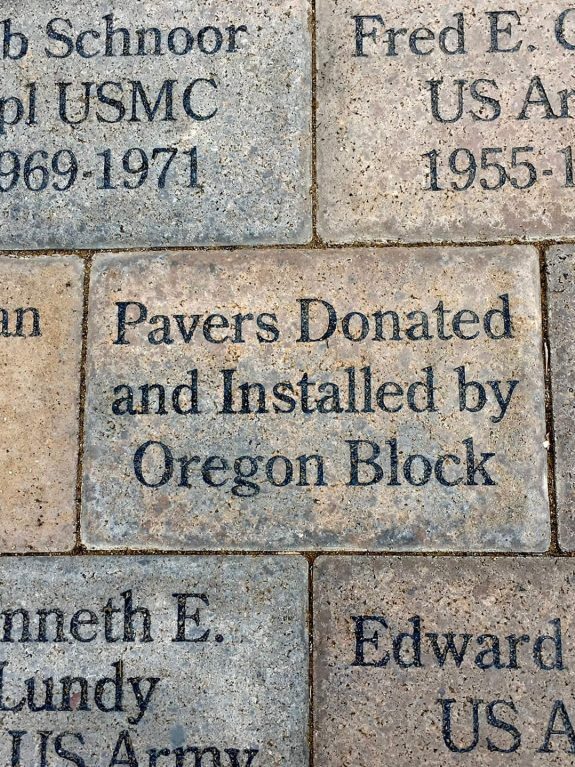 b Schnoor
pl USMC
969-1971
Fred E.
US
1955-1
an
Pavers Donated
and Installed by
Oregon Block
nneth E.
Lundy
US Army
Edward
US A